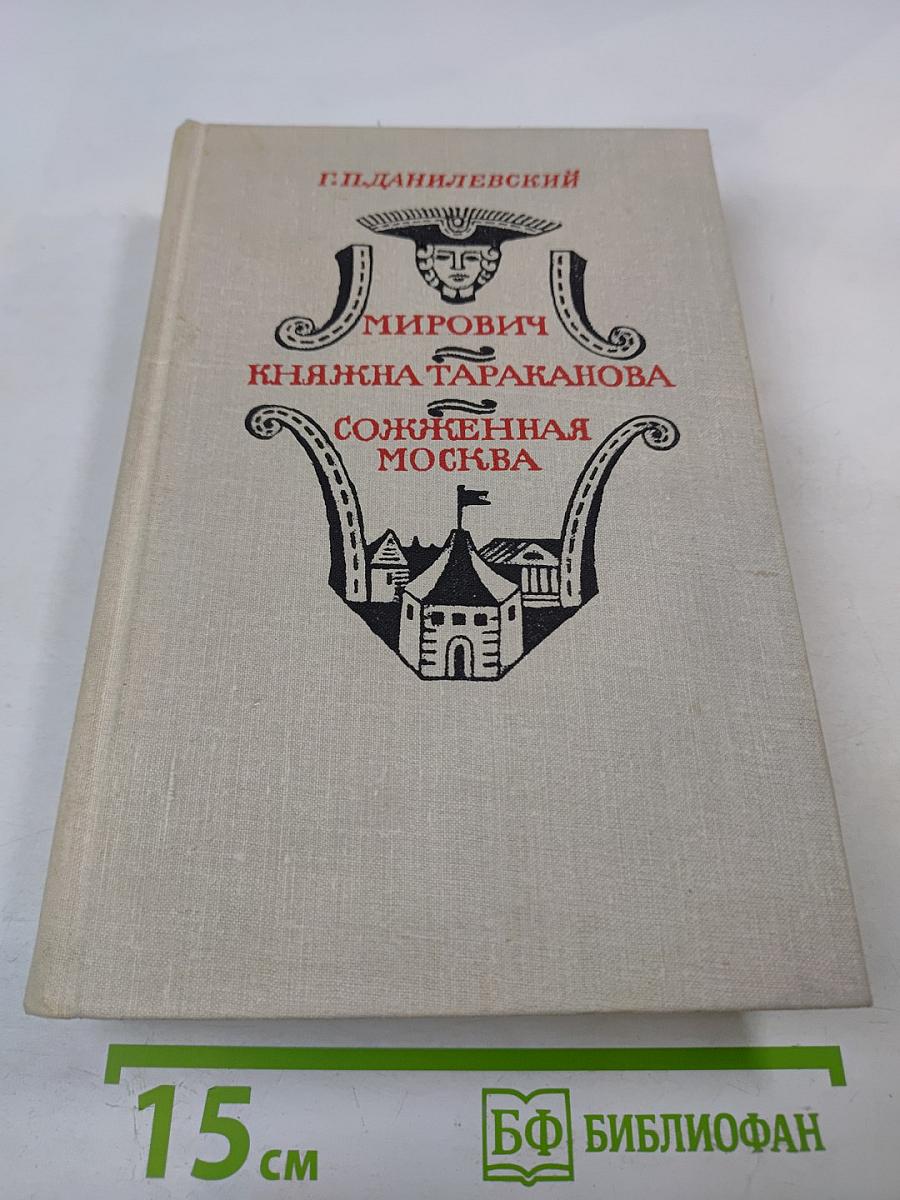 Г.П.ДАНИЛЕВСКИЙ
МИРОВИЧ
КНЯЖНА ТАРАКАНОВА
СОЖЖЕННАЯ
МОСКВА
15 см
БФ БИБЛИОФАН